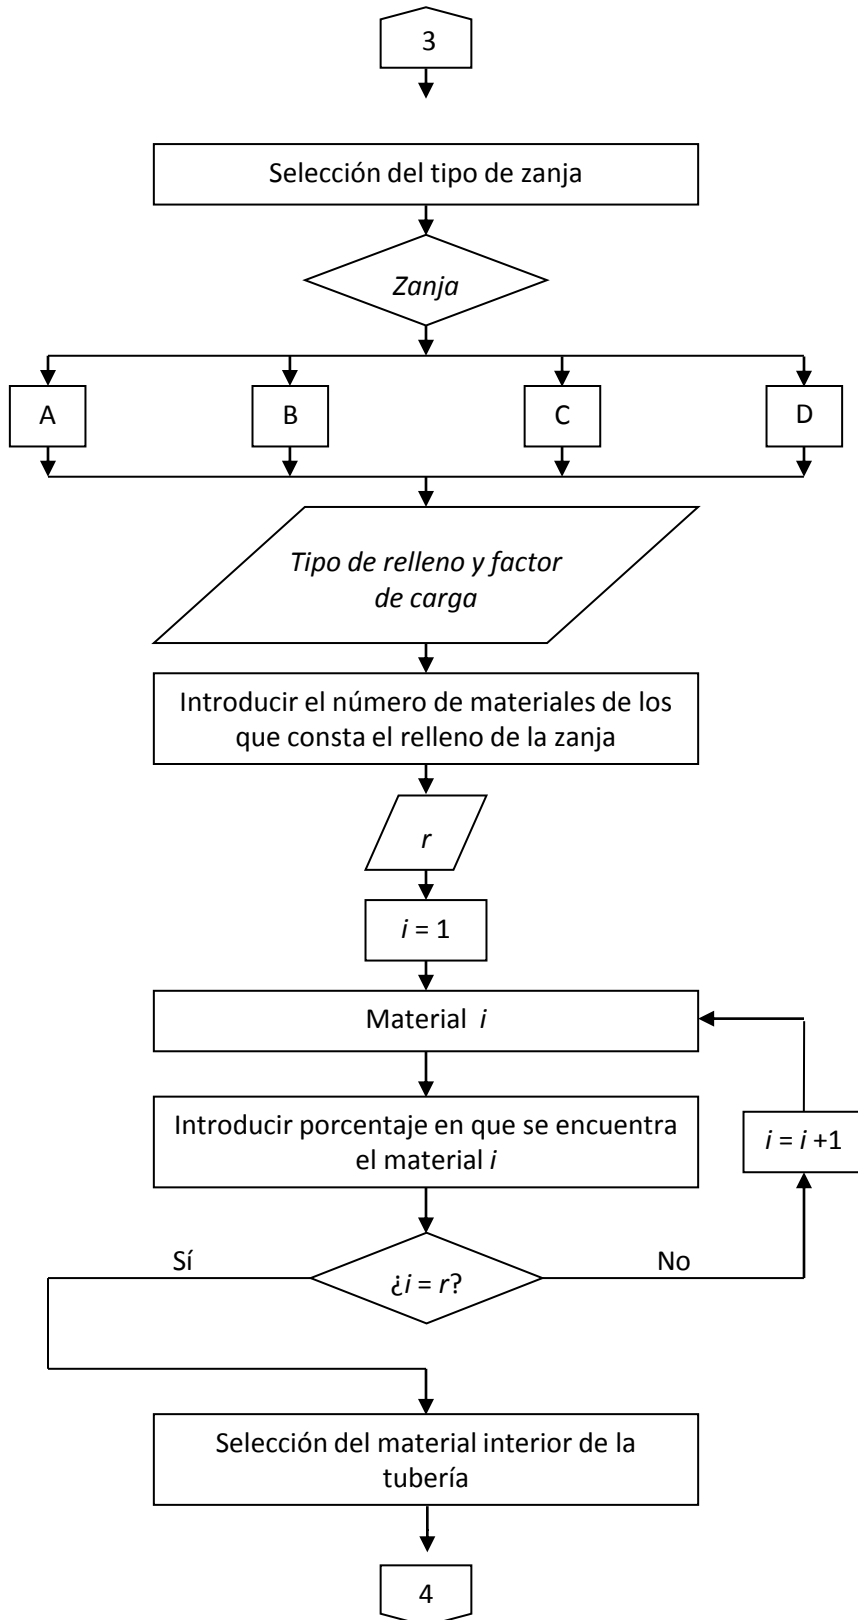 3
Selección del tipo de zanja
Zanja
A
B
C
D
Tipo de relleno y factor
de carga
Introducir el número de materiales de los
que consta el relleno de la zanja
r
i = 1
Material i
Introducir porcentaje en que se encuentra
el material i
i = i +1
Sí
¿i = r?
No
Selección del material interior de la
tubería
4